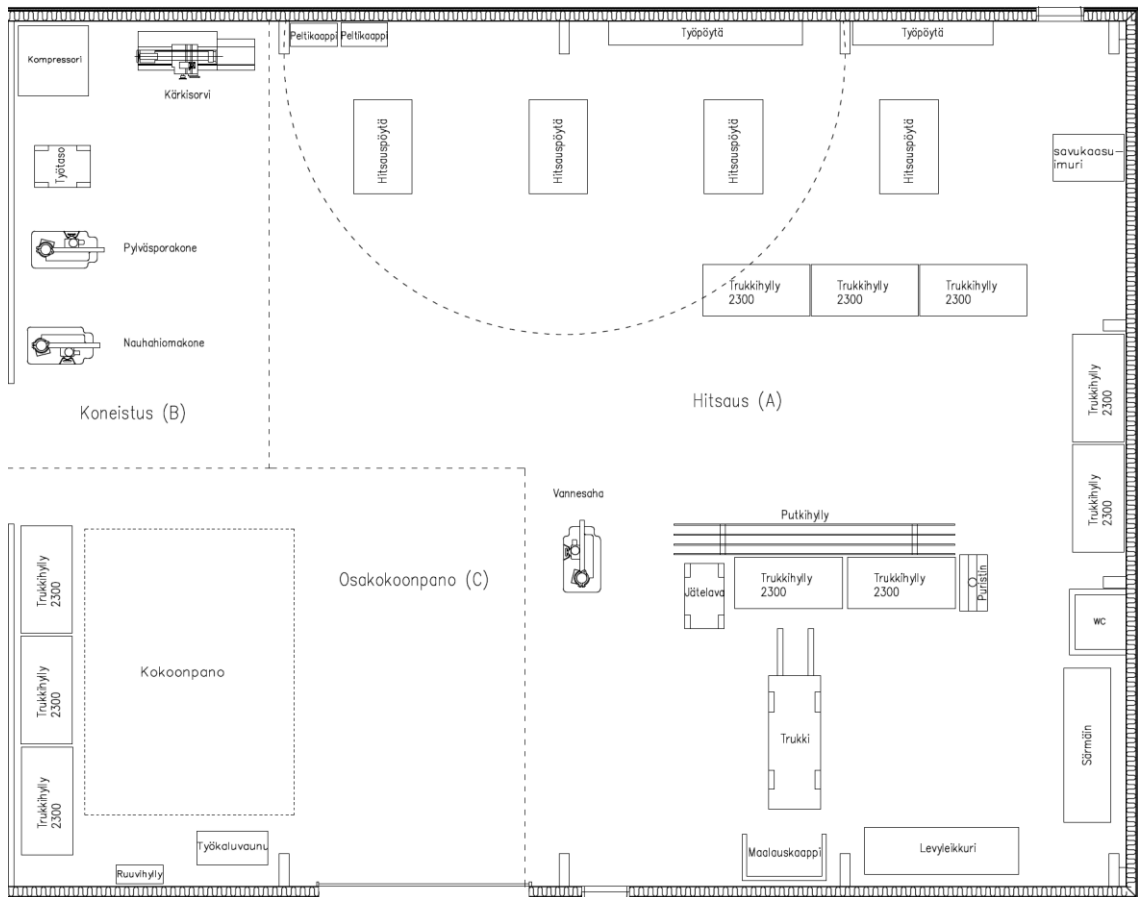 Peltikaappi
Peltikaappi
Työpöytä
Työpöytä
Kompressori
Kärkisorvi
Hitsauspöytä
Hitsauspöytä
Hitsauspöytä
Hitsauspöytä
savukaasu-
imuri
Työtaso
Pylväsporakone
Trukkihylly
2300
Trukkihylly
2300
Trukkihylly
2300
Nauhahiomakone
Trukkihylly
2300
Koneistus (B)
Hitsaus (A)
Trukkihylly
2300
Vannesaha
Putkihylly
Trukkihylly
2300
Osakokoonpano (C)
Jätelava
Trukkihylly
2300
Trukkihylly
2300
Puristin
WC
Trukkihylly
2300
Kokoonpano
Trukki
Särmäin
Trukkihylly
2300
Työkaluvaunu
Maalauskaappi
Levyleikkuri
Ruuvihylly